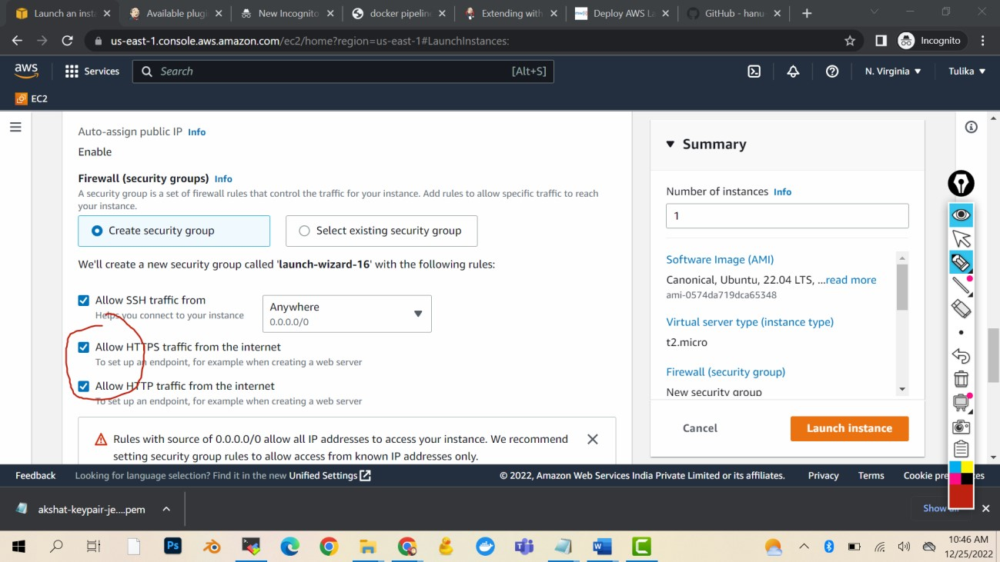 Launch an insta
Available plugi
New Incognito
docker pipelin
Extending with
Deploy AWS La
GitHub - hanu
us-east-1.console.aws.amazon.com/ec2/home?region=us-east-1#LaunchInstances:
Incognito
aws
Services
Search
[Alt+S]
N. Virginia
Tulika
EC2
Auto-assign public IP Info
Enable
Firewall (security groups) Info
A security group is a set of firewall rules that control the traffic for your instance. Add rules to allow specific traffic to reach
your instance.
Create security group
Select existing security group
We'll create a new security group called 'launch-wizard-16' with the following rules:
Allow SSH traffic from
Helps you connect to your instance
Anywhere
0.0.0.0/0
Allow HTTPS traffic from the internet
To set up an endpoint, for example when creating a web server
Allow HTTP traffic from the internet
To set up an endpoint, for example when creating a web server
Rules with source of 0.0.0.0/0 allow all IP addresses to access your instance. We recommend
setting security group rules to allow access from known IP addresses only.
Summary
Number of instances Info
1
Software Image (AMI)
Canonical, Ubuntu, 22.04 LTS, ...read more
ami-0574da719dca65348
Virtual server type (instance type)
t2.micro
Firewall (security group)
New security group
Cancel
Launch instance
Feedback
Looking for language selection? Find it in the new Unified Settings
© 2022, Amazon Web Services India Private Limited or its affiliates.
Privacy
Terms
Cookie pre es
akshat-keypair-je....pem
Show all
Ps
W
10:46 AM
12/25/2022